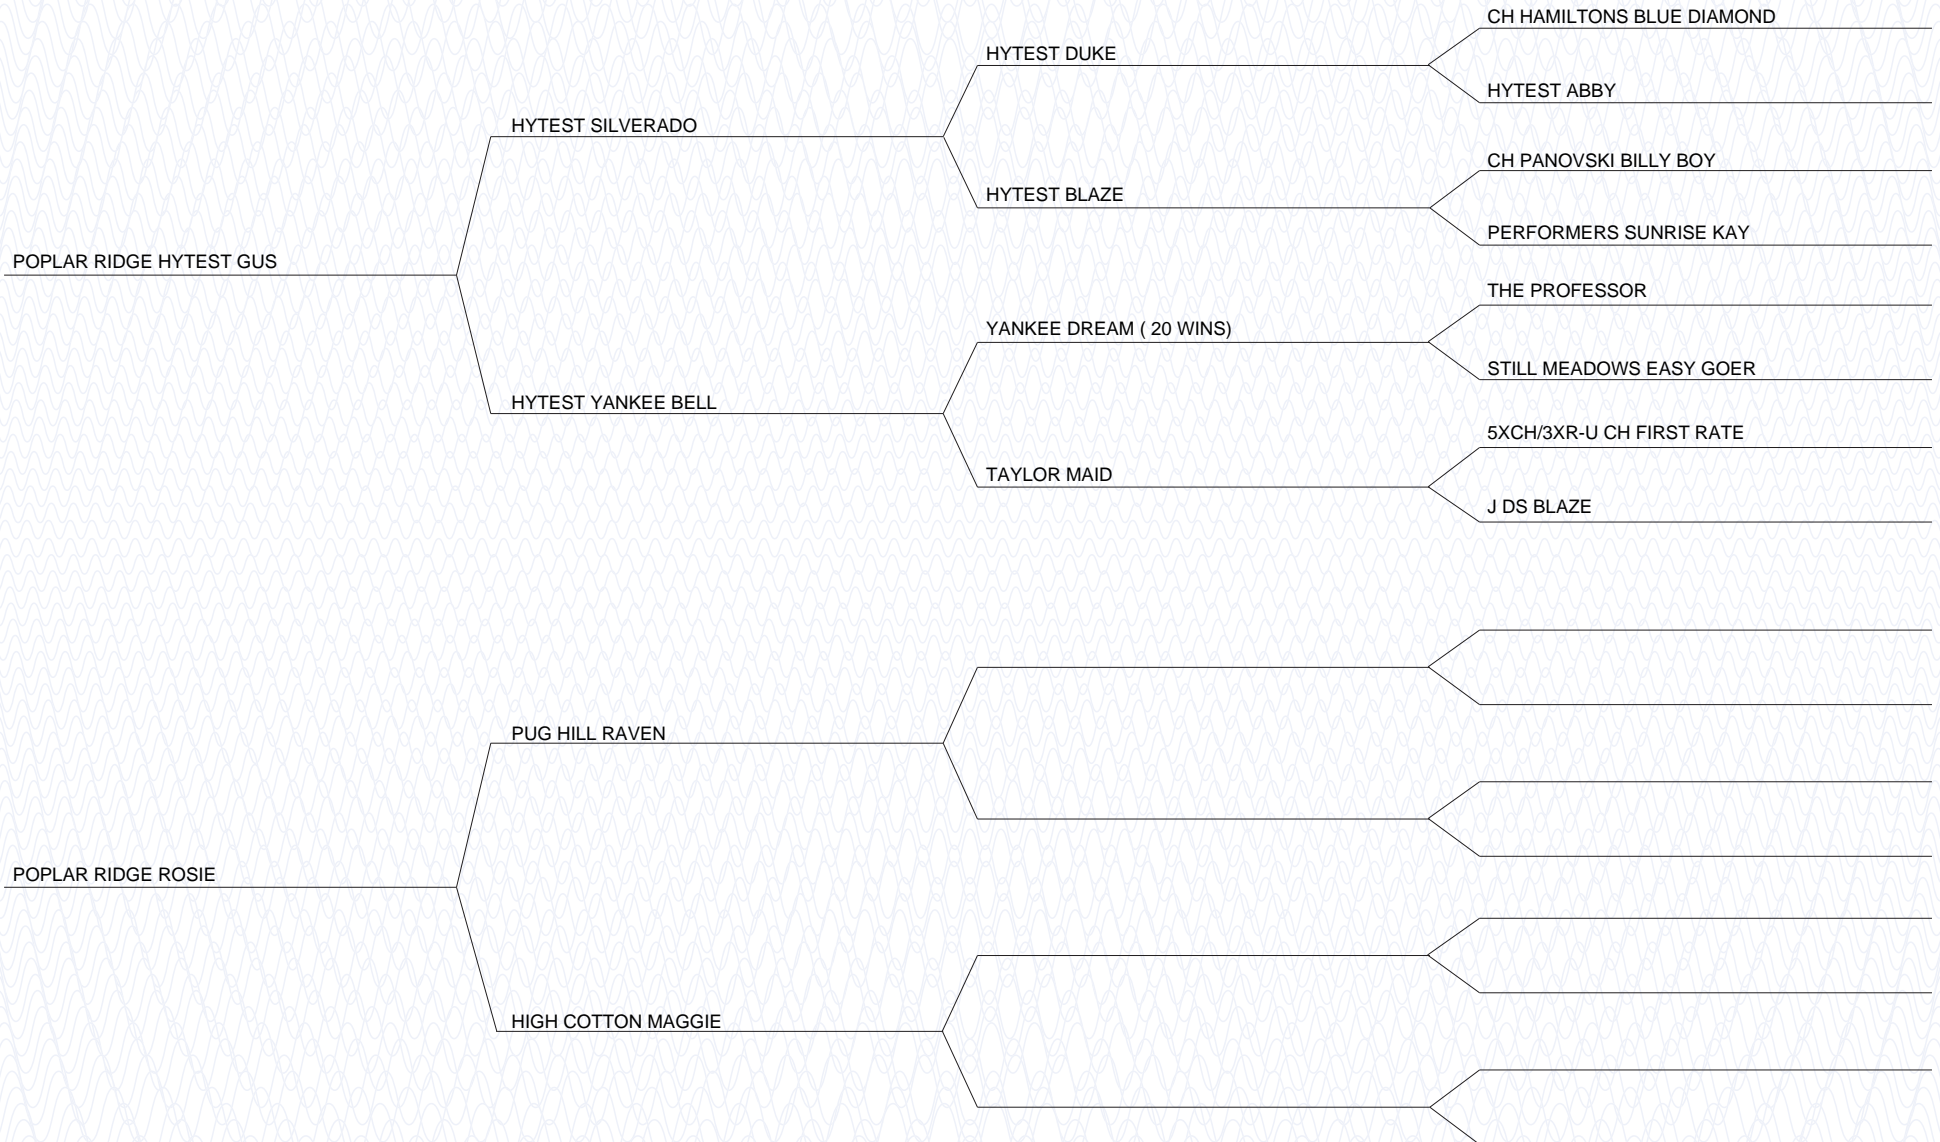 CH HAMILTONS BLUE DIAMOND
HYTEST DUKE
HYTEST ABBY
HYTEST SILVERADO
CH PANOVSKI BILLY BOY
HYTEST BLAZE
PERFORMERS SUNRISE KAY
POPLAR RIDGE HYTEST GUS
THE PROFESSOR
YANKEE DREAM ( 20 WINS)
STILL MEADOWS EASY GOER
HYTEST YANKEE BELL
5XCH/3XR-U CH FIRST RATE
TAYLOR MAID
J DS BLAZE
PUG HILL RAVEN
POPLAR RIDGE ROSIE
HIGH COTTON MAGGIE